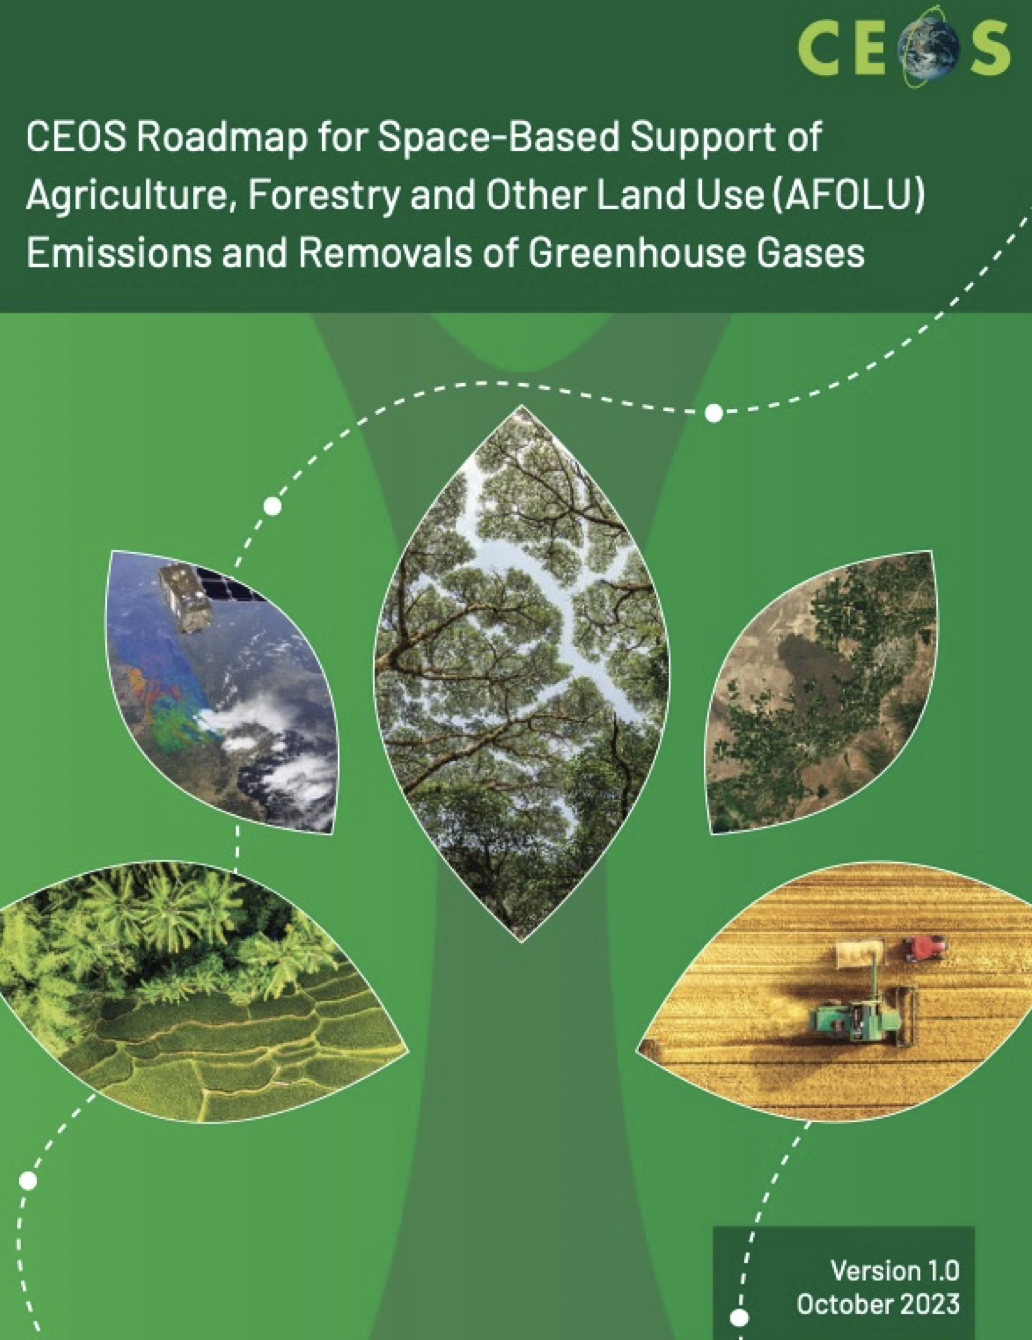 CEOS
CEOS Roadmap for Space-Based Support of
Agriculture, Forestry and Other Land Use (AFOLU)
Emissions and Removals of Greenhouse Gases
Version 1.0
October 2023